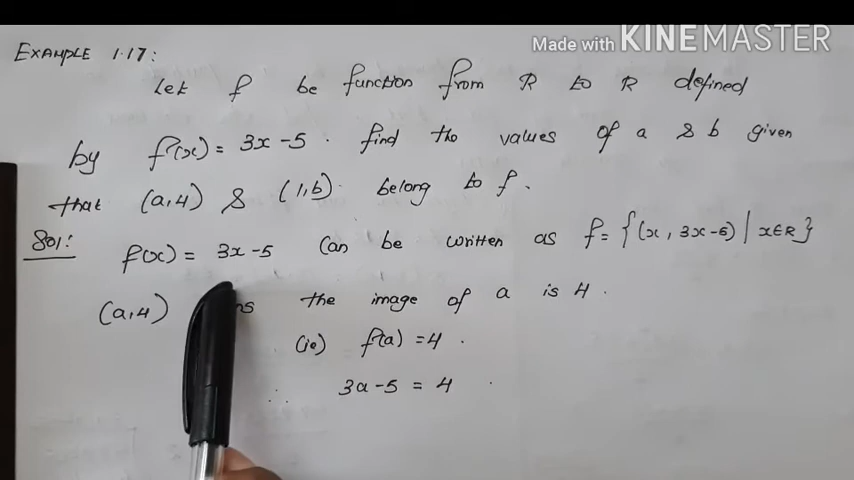 Made with KINEMASTER
EXAMPLE 1.17:
Let f be function from R to R defined
by f(x) = 3x-5. find the values of a & b given
that (a,4) & (1,b) belong to f.
Sol:
f(x) = 3x-5 can be written as f= {(x, 3x-5) | x∈R}
(a,4) the image of a is 4.
(ie) f(a) = 4.
∴ 3a-5 = 4